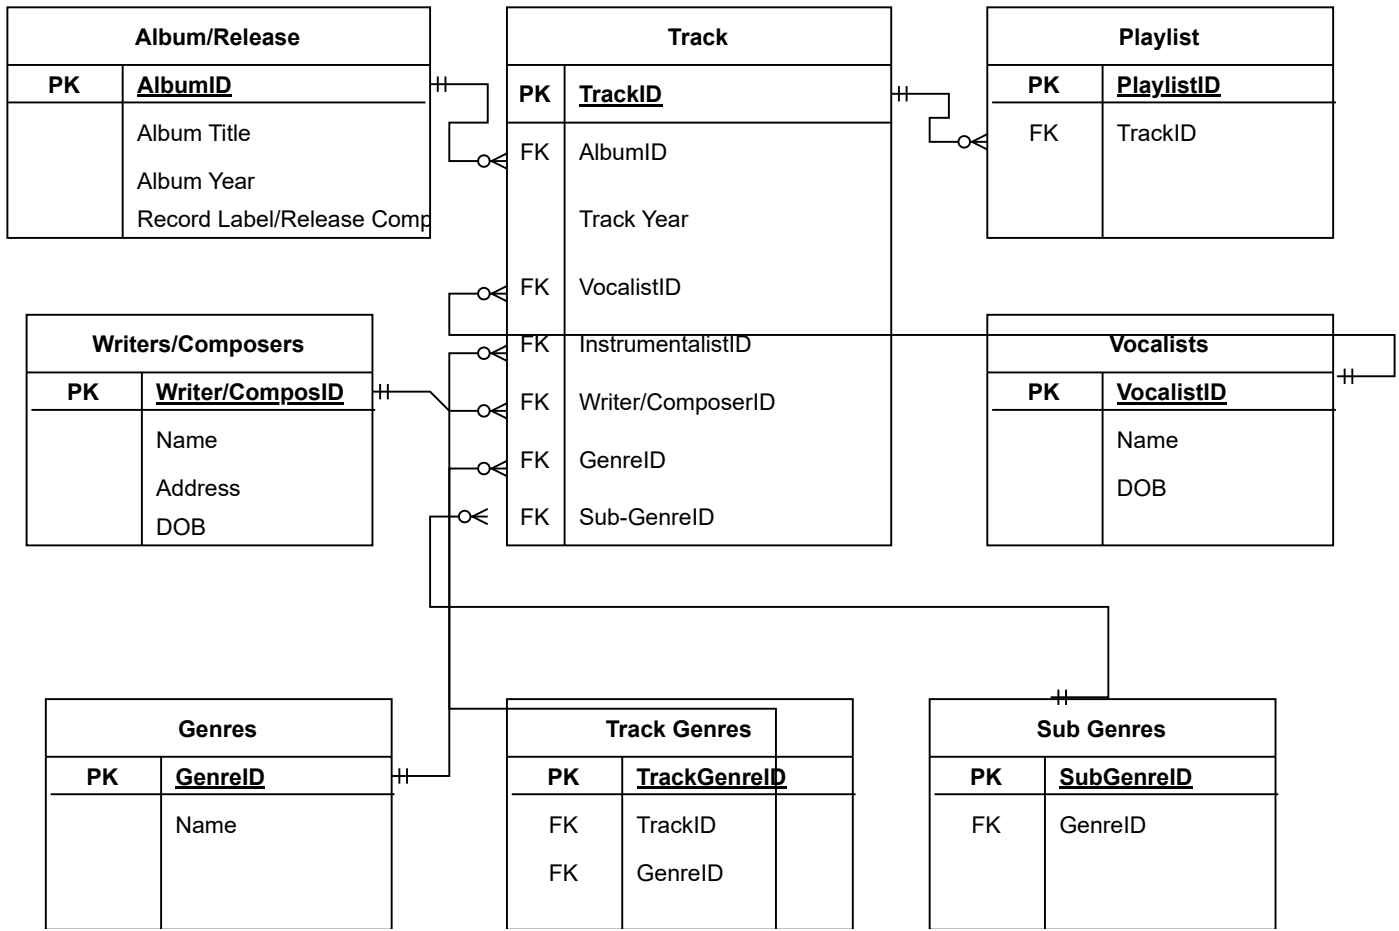 Album/Release
PK AlbumID
Album Title
Album Year
Record Label/Release Comp
Track
PK TrackID
FK AlbumID
Track Year
FK VocalistID
FK InstrumentalistID
FK Writer/ComposerID
FK GenreID
FK Sub-GenreID
Playlist
PK PlaylistID
FK TrackID
Writers/Composers
PK Writer/ComposID
Name
Address
DOB
Vocalists
PK VocalistID
Name
DOB
Genres
PK GenreID
Name
Track Genres
PK TrackGenreID
FK TrackID
FK GenreID
Sub Genres
PK SubGenreID
FK GenreID